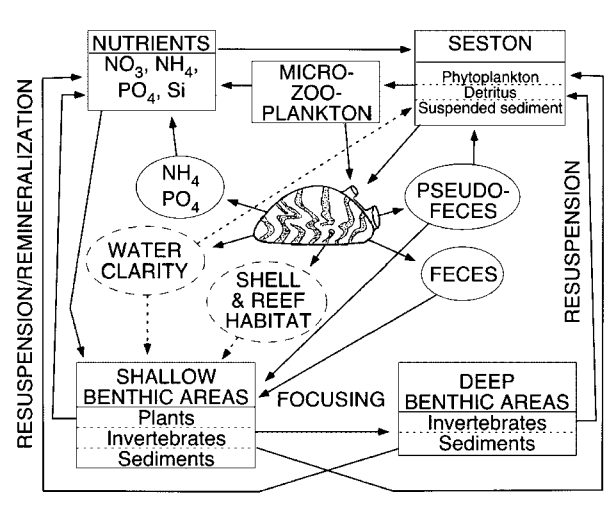 NUTRIENTS
NO3, NH4,
PO4, Si
MICRO-
ZOO-
PLANKTON
SESTON
Phytoplankton
Detritus
Suspended sediment
RESUSPENSION/REMINERALIZATION
NH4
PO4
PSEUDO-
FECES
RESUSPENSION
WATER
CLARITY
SHELL
& REEF
HABITAT
FECES
SHALLOW
BENTHIC AREAS
Plants
Invertebrates
Sediments
FOCUSING
DEEP
BENTHIC AREAS
Invertebrates
Sediments